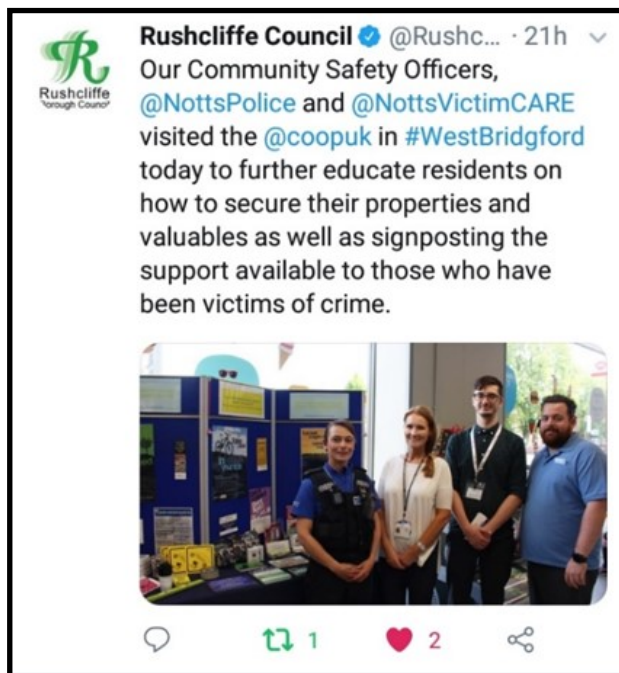 Rushcliffe Council @Rushc... · 21h
Rushcliffe
Borough Council
Our Community Safety Officers,
@NottsPolice and @NottsVictimCARE
visited the @coopuk in #WestBridgford
today to further educate residents on
how to secure their properties and
valuables as well as signposting the
support available to those who have
been victims of crime.
1 2